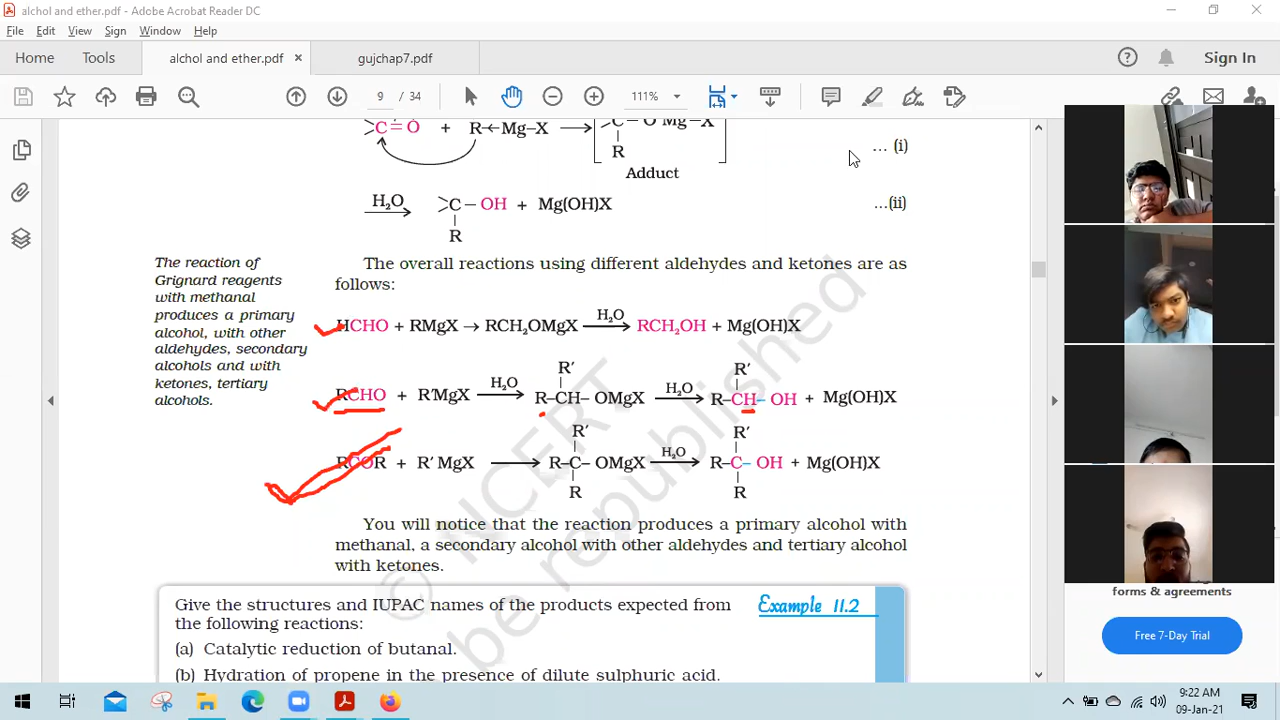 alchol and ether.pdf - Adobe Acrobat Reader DC
File Edit View Sign Window Help
Home Tools alchol and ether.pdf × gujchap7.pdf Sign In
9 / 34 111%
>C=O + R←Mg–X → [>C – O Mg – X] … (i)
R
Adduct
H₂O >C – OH + Mg(OH)X …(ii)
R
The reaction of
Grignard reagents
with methanal
produces a primary
alcohol, with other
aldehydes, secondary
alcohols and with
ketones, tertiary
alcohols.
The overall reactions using different aldehydes and ketones are as
follows:
HCHO + RMgX → RCH₂OMgX H₂O → RCH₂OH + Mg(OH)X
R′ R′
RCHO + R′MgX H₂O → R–CH– OMgX H₂O → R–CH– OH + Mg(OH)X
R′ R′
RCOR + R′ MgX → R–C– OMgX H₂O → R–C– OH + Mg(OH)X
R R
You will notice that the reaction produces a primary alcohol with
methanal, a secondary alcohol with other aldehydes and tertiary alcohol
with ketones.
© NCERT
be republished
Example 11.2
Give the structures and IUPAC names of the products expected from
the following reactions:
(a) Catalytic reduction of butanal.
(b) Hydration of propene in the presence of dilute sulphuric acid.
forms & agreements
Free 7-Day Trial
9:22 AM
09-Jan-21